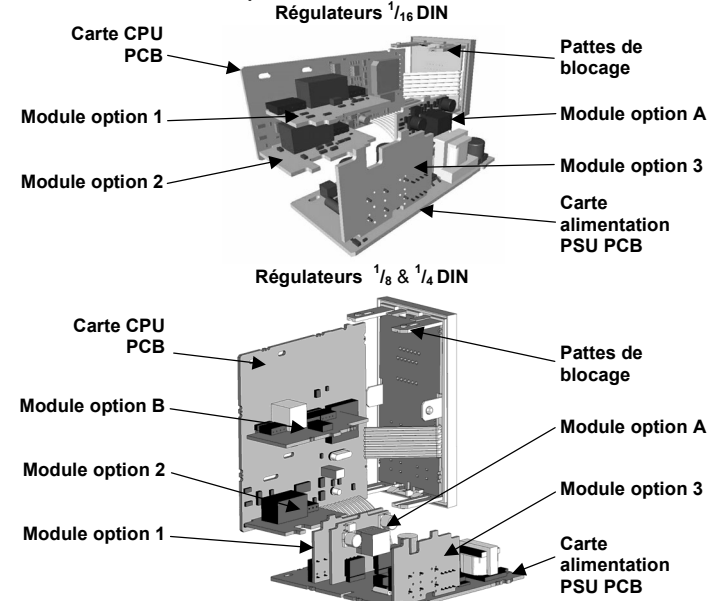 Régulateurs 1/16 DIN
Carte CPU
PCB
Pattes de
blocage
Module option 1
Module option A
Module option 2
Module option 3
Carte
alimentation
PSU PCB
Régulateurs 1/8 & 1/4 DIN
Carte CPU
PCB
Pattes de
blocage
Module option B
Module option A
Module option 2
Module option 3
Module option 1
Carte
alimentation
PSU PCB